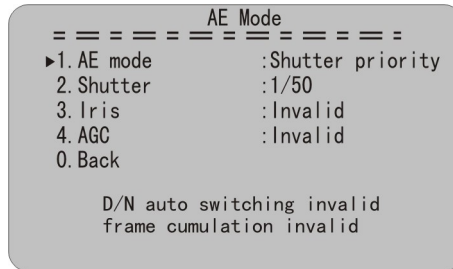 AE Mode
▶1. AE mode :Shutter priority
2. Shutter :1/50
3. Iris :Invalid
4. AGC :Invalid
0. Back
D/N auto switching invalid
frame cumulation invalid